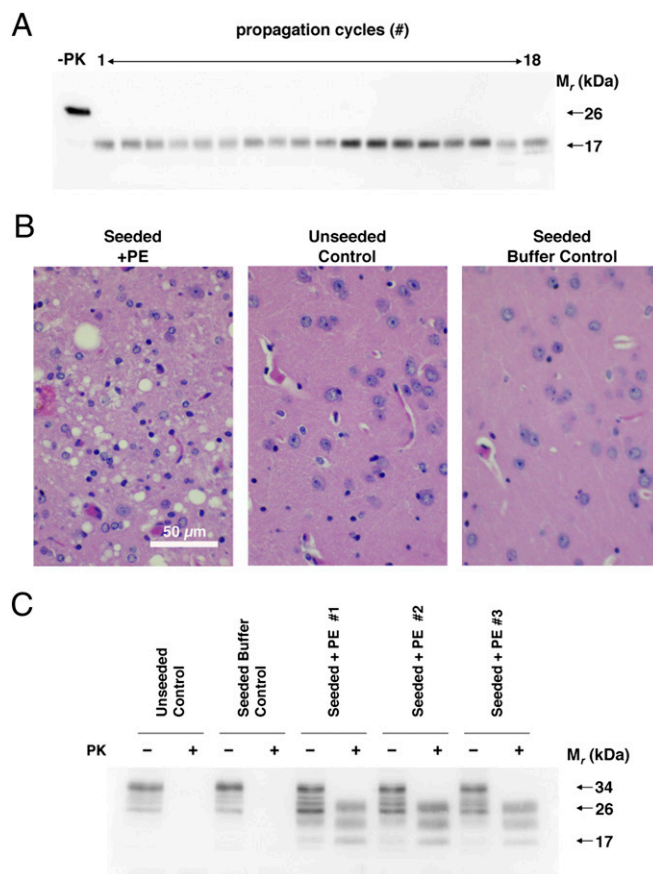 A
propagation cycles (#)
-PK 1 18
Mr (kDa)
26
17
B
Seeded
+PE
Unseeded
Control
Seeded
Buffer Control
50 µm
C
Unseeded
Control
Seeded Buffer
Control
Seeded + PE #1
Seeded + PE #2
Seeded + PE #3
PK − + − + − + − + − +
Mr (kDa)
34
26
17